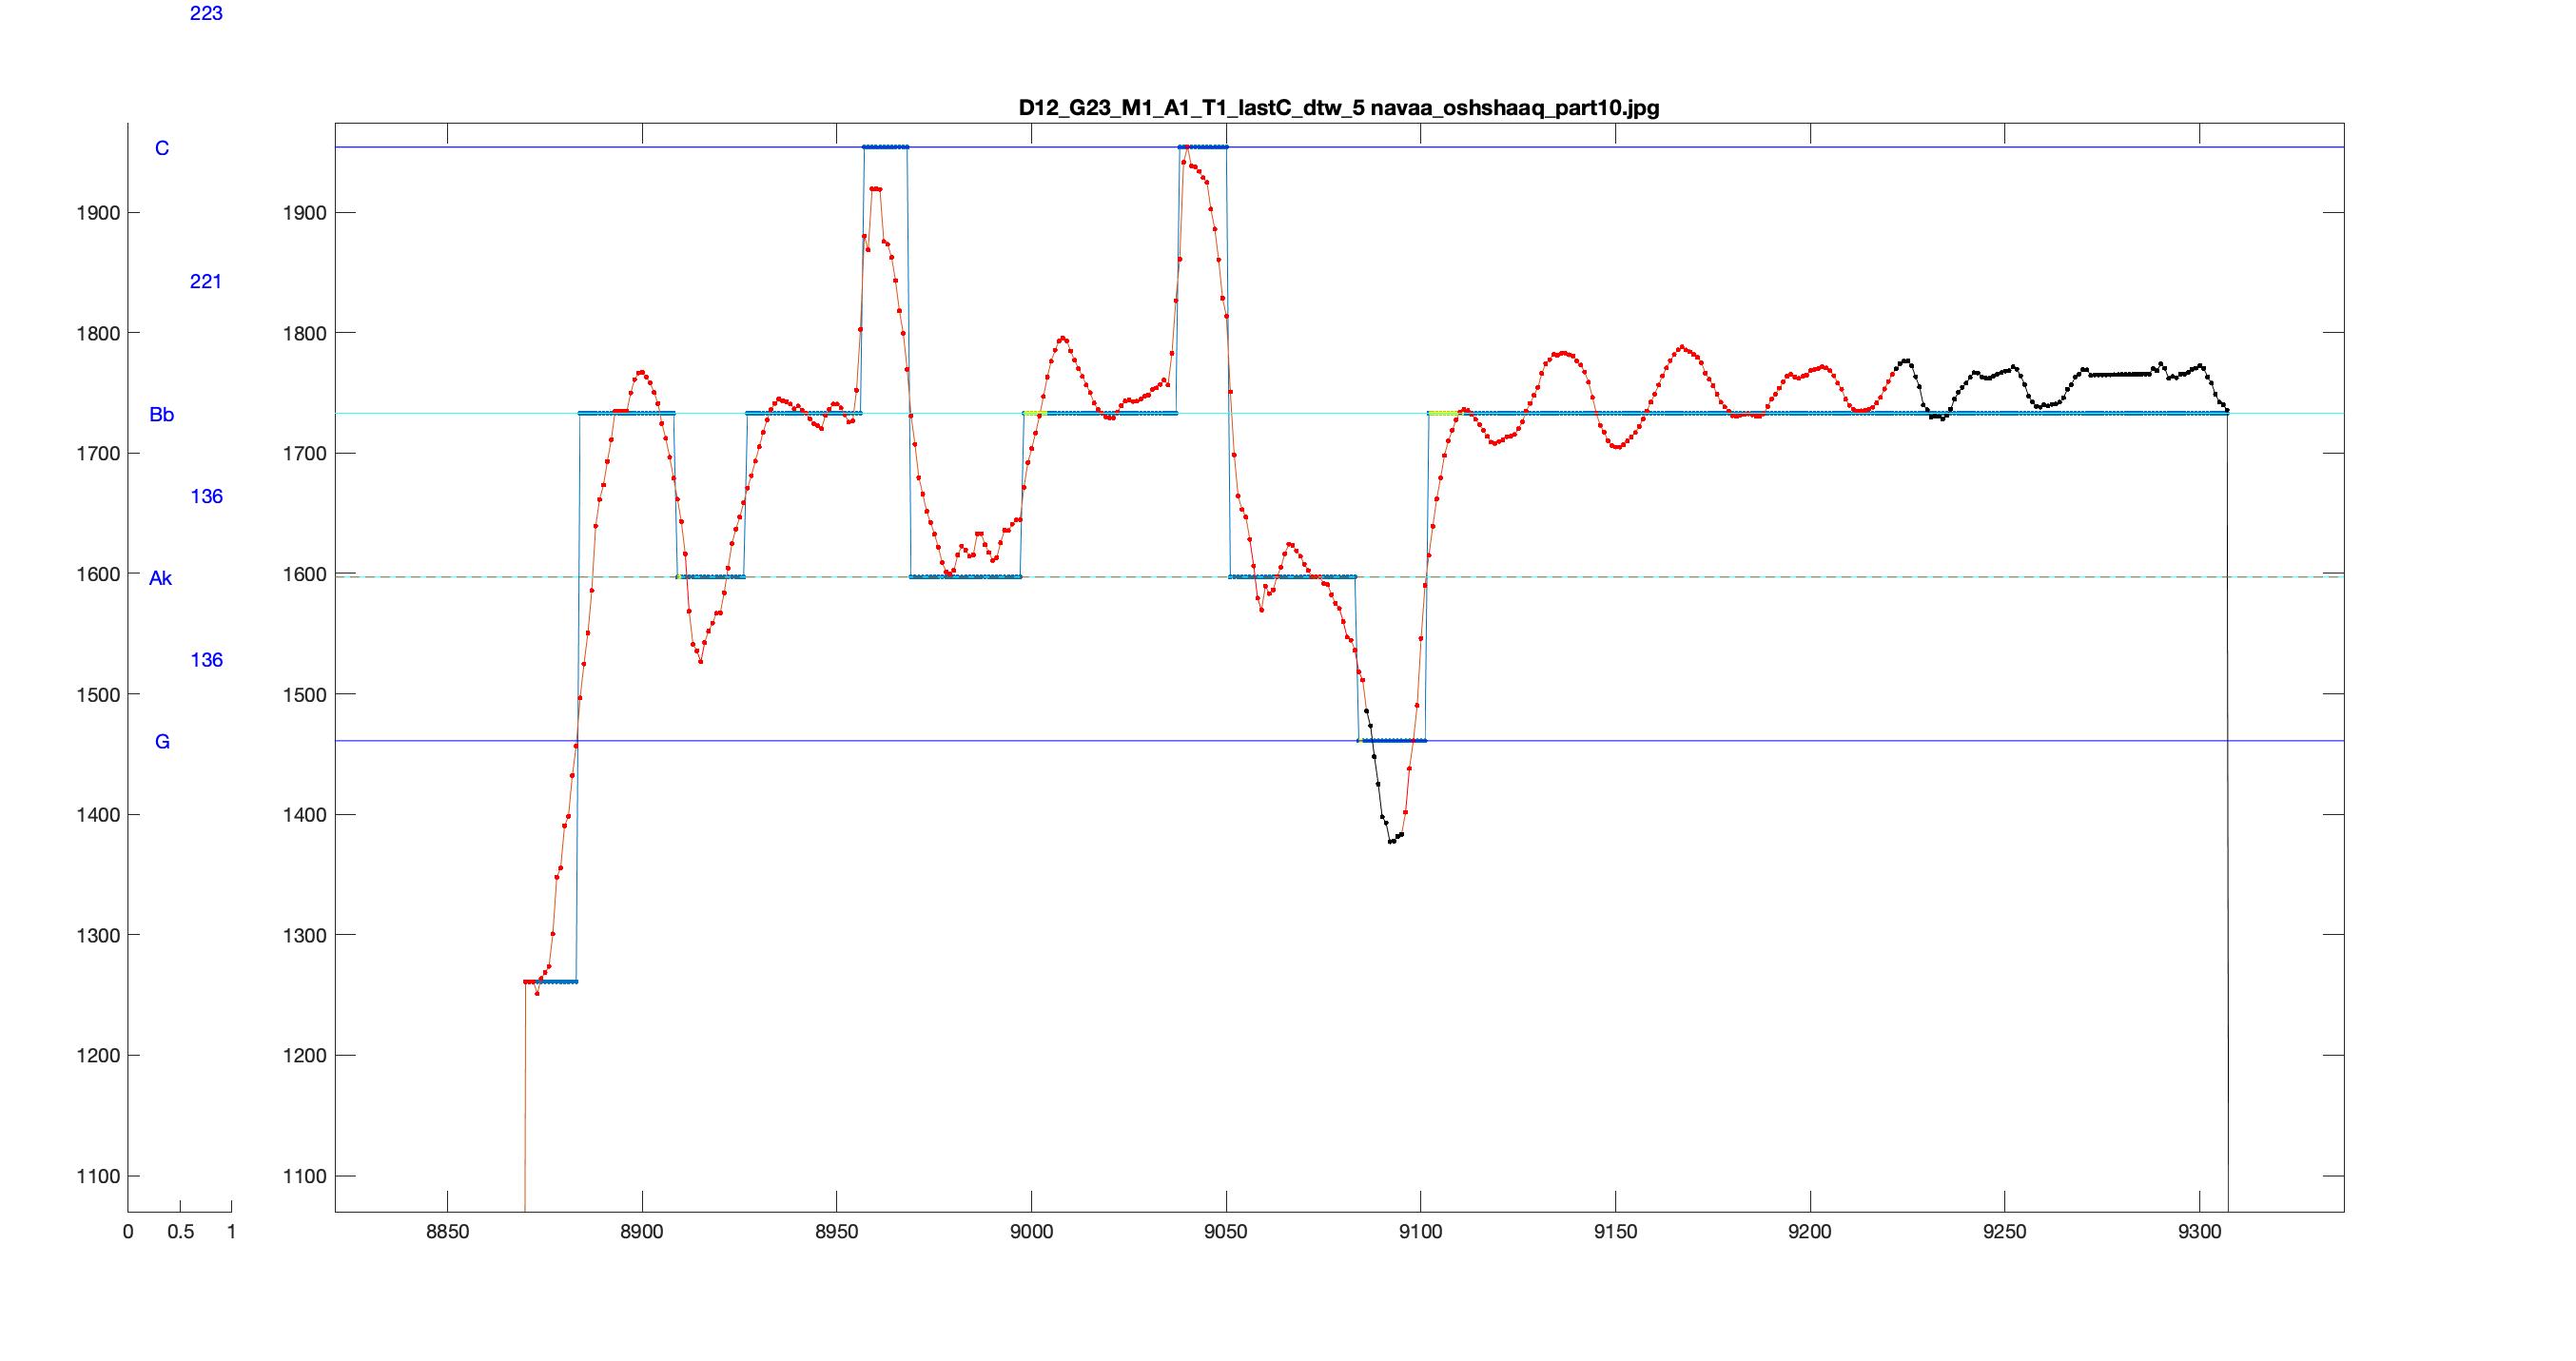 223
D12_G23_M1_A1_T1_lastC_dtw_5 navaa_oshshaaq_part10.jpg
C
1900 1900
221
1800 1800
Bb
1700 1700
136
1600 Ak 1600
136
1500 1500
G
1400 1400
1300 1300
1200 1200
1100 1100
0 0.5 1 8850 8900 8950 9000 9050 9100 9150 9200 9250 9300